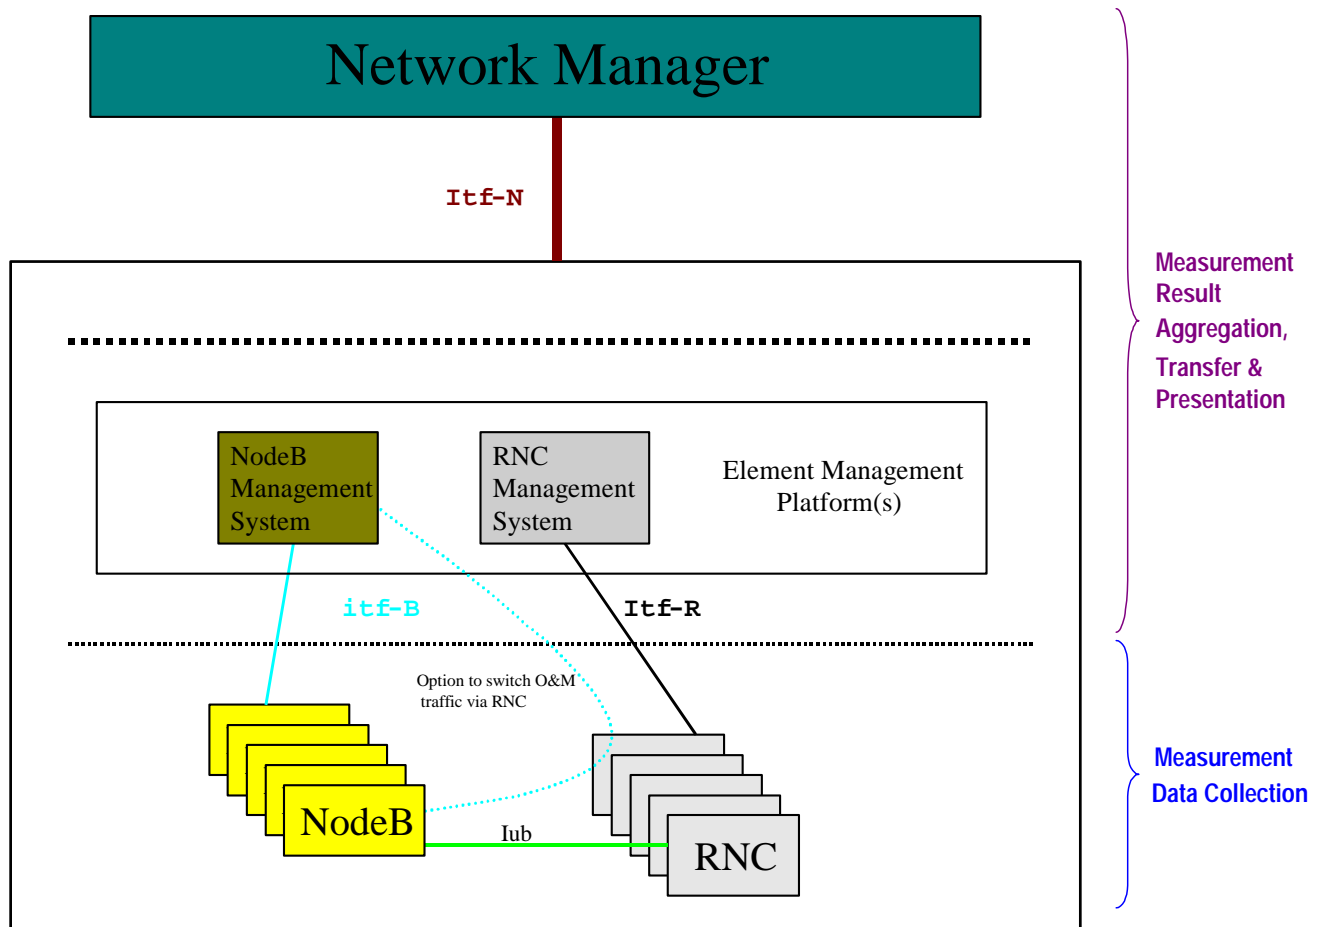 Network Manager
Itf-N
Measurement
Result
Aggregation,
Transfer &
Presentation
NodeB
Management
System
RNC
Management
System
Element Management
Platform(s)
itf-B
Itf-R
Option to switch O&M
traffic via RNC
Measurement
Data Collection
NodeB
Iub
RNC